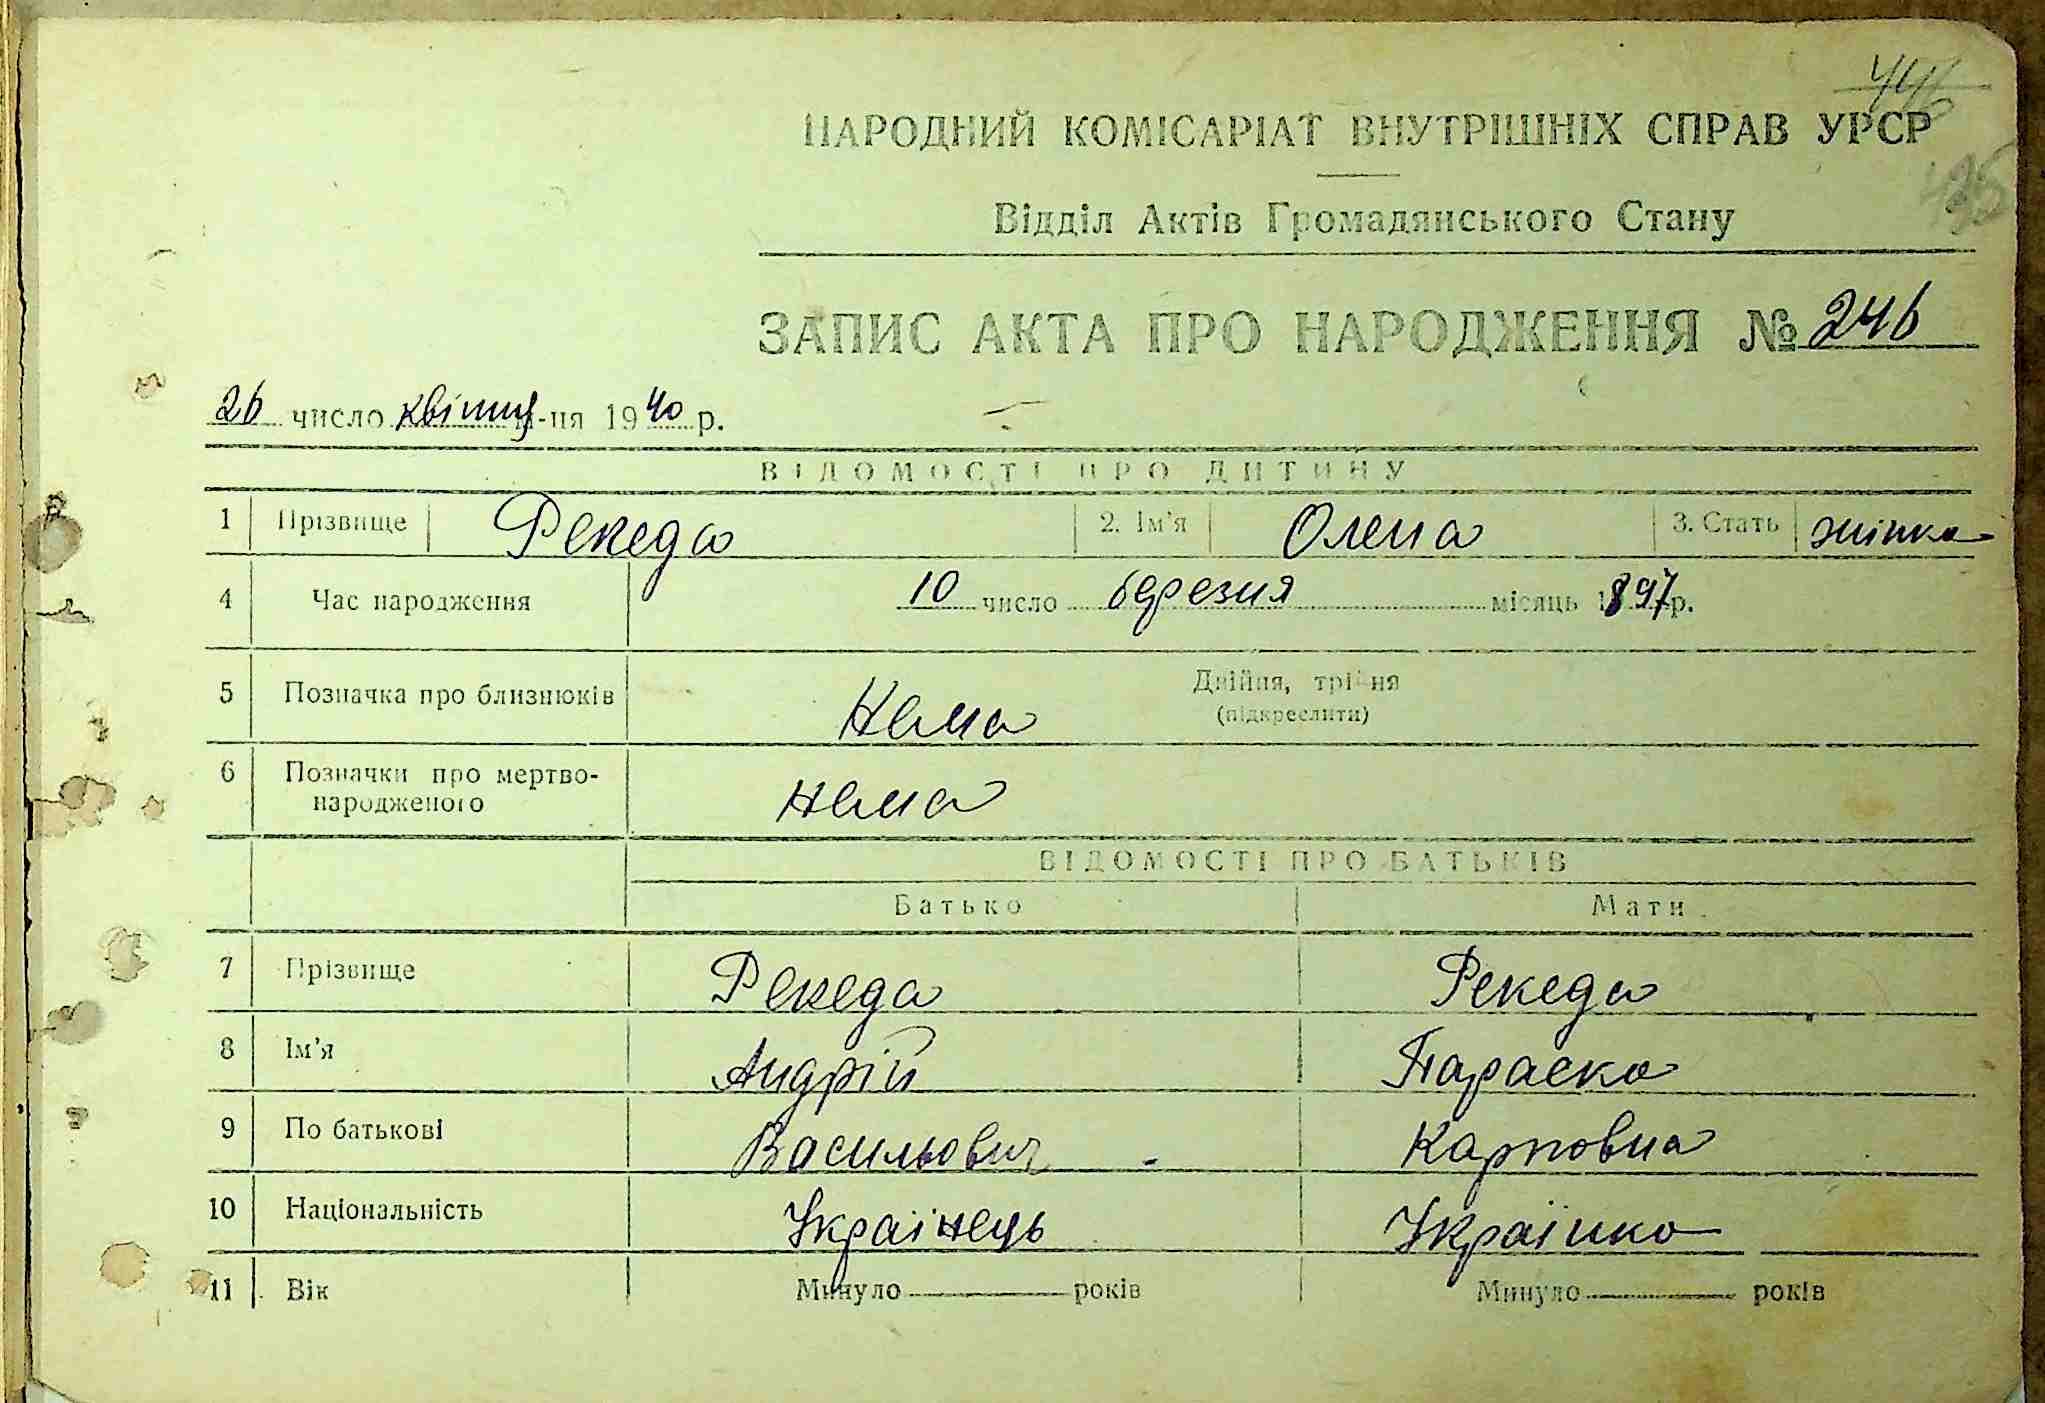 446
НАРОДНИЙ КОМІСАРІАТ ВНУТРІШНІХ СПРАВ УРСР
Відділ Актів Громадянського Стану
ЗАПИС АКТА ПРО НАРОДЖЕННЯ № 246
26 число квітня м-ця 1940 р.
ВІДОМОСТІ ПРО ДИТИНУ
1 Прізвище Рекеда 2. Ім'я Олена 3. Стать жінка
4 Час народження 10 число березня місяць 1897 р.
5 Позначка про близнюків Нема Двійня, трійня
(підкреслити)
6 Позначки про мертво-
народженого нема
ВІДОМОСТІ ПРО БАТЬКІВ
Батько Мати
7 Прізвище Рекеда Рекеда
8 Ім'я Андрій Параска
9 По батькові Васильович Карповна
10 Національність Українець Українка
11 Вік Минуло років Минуло років